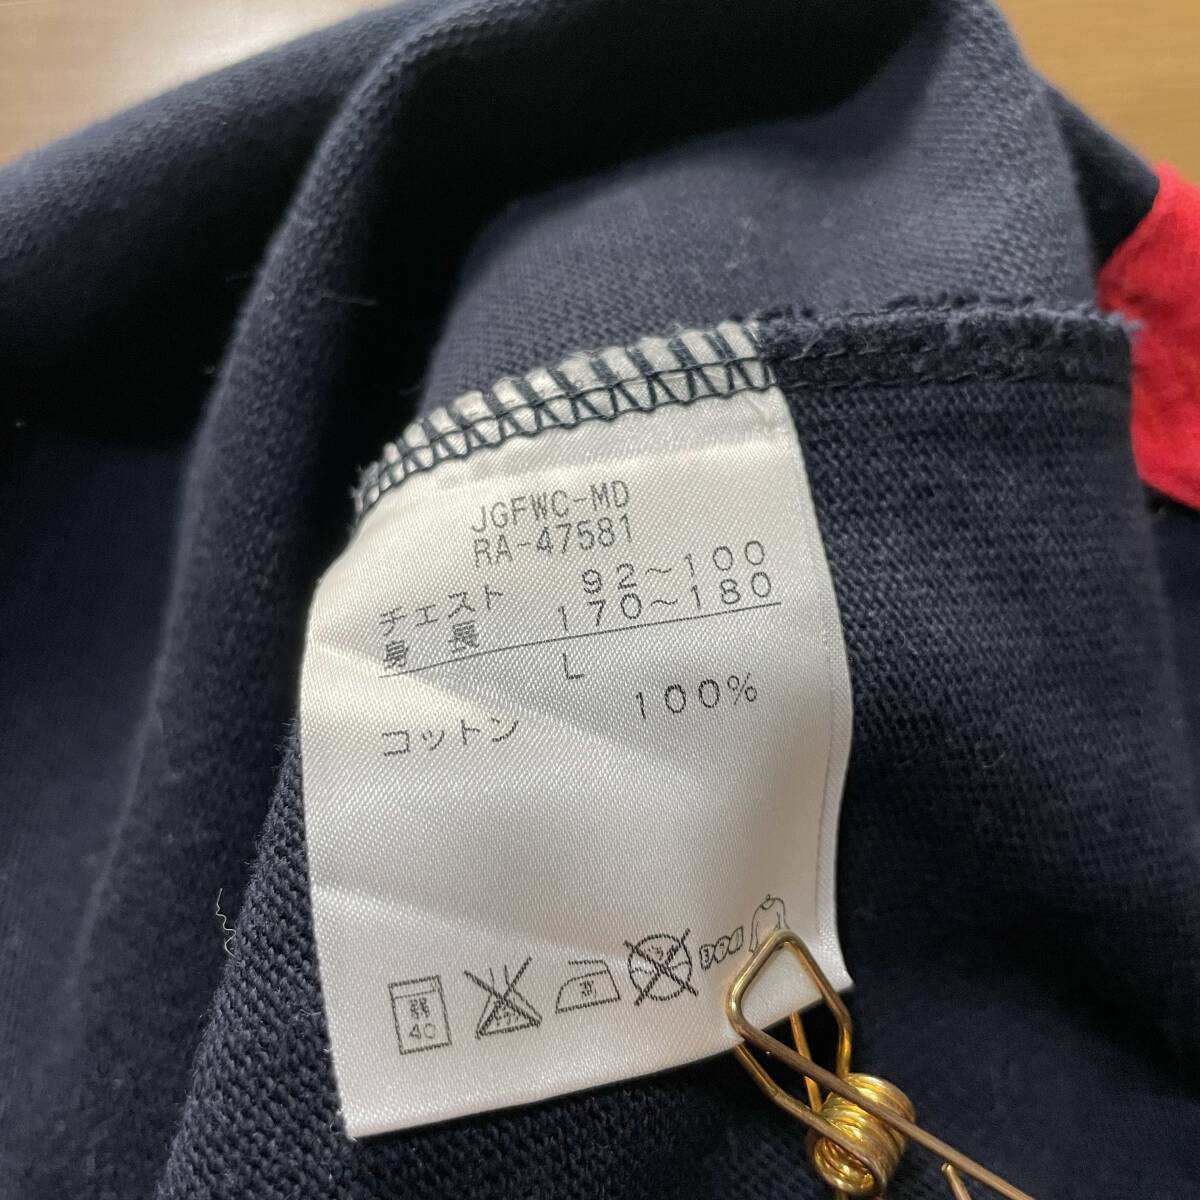 JGFWC-MD
RA-47581
チェスト 92～100
身長 170～180
L
コットン 100%
40